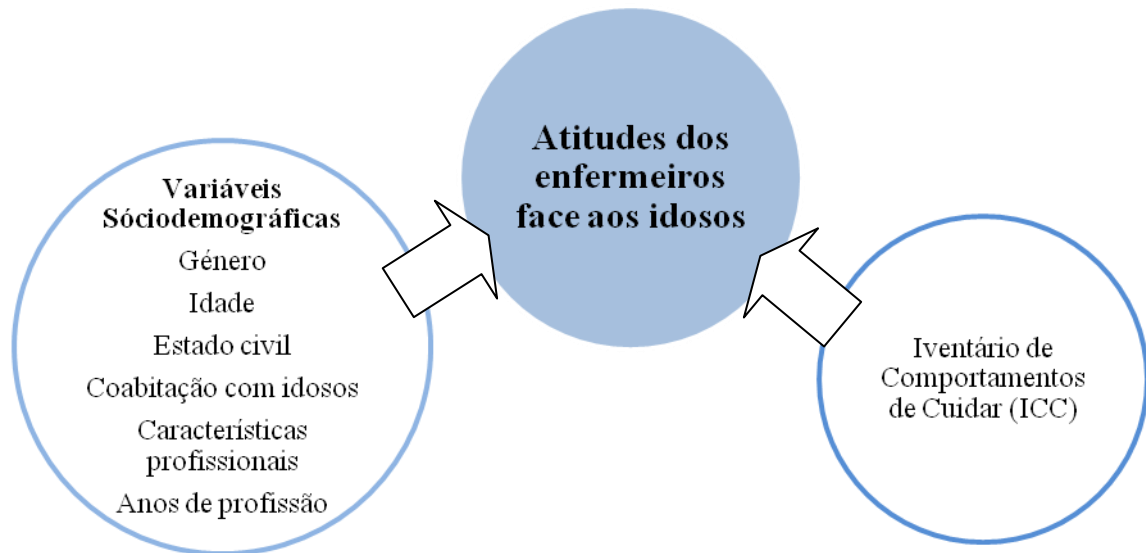 Atitudes dos
enfermeiros
face aos idosos
Variáveis
Sóciodemográficas
Género
Idade
Estado civil
Coabitação com idosos
Características
profissionais
Anos de profissão
Iventário de
Comportamentos
de Cuidar (ICC)